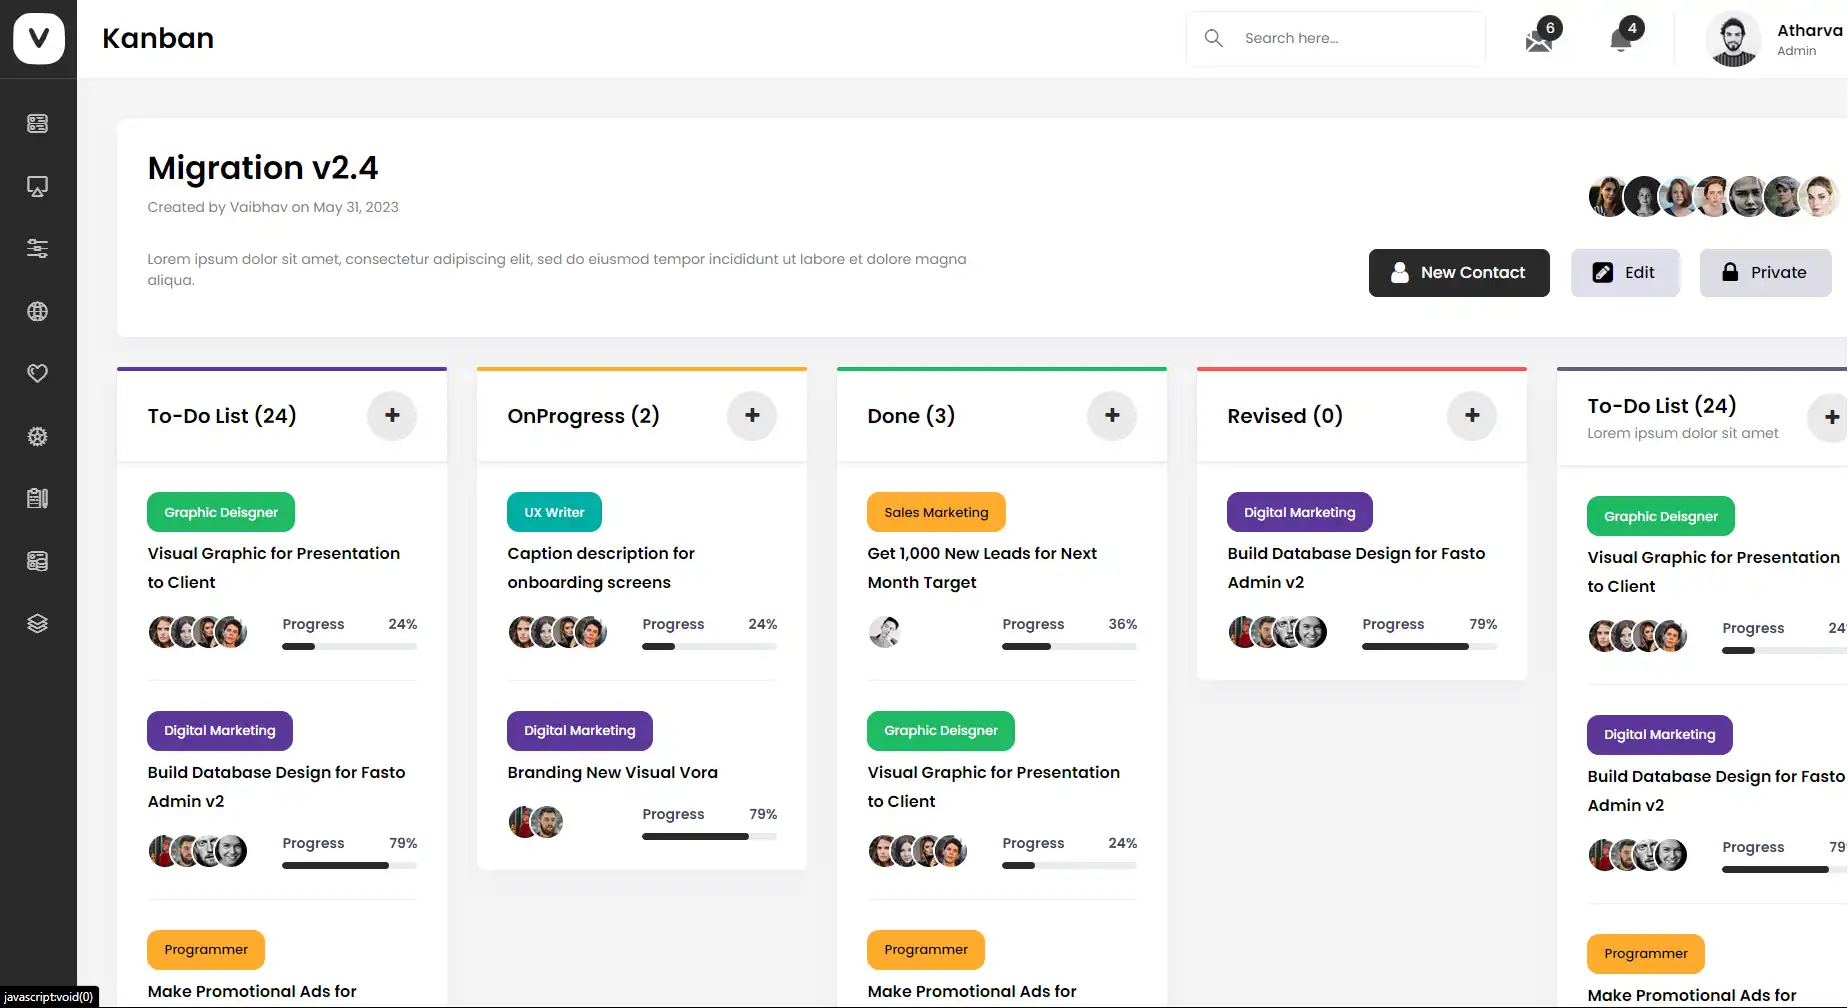 V
Kanban
Search here...
6
4
Atharva
Admin
Migration v2.4
Created by Vaibhav on May 31, 2023
Lorem ipsum dolor sit amet, consectetur adipiscing elit, sed do eiusmod tempor incididunt ut labore et dolore magna
aliqua.
New Contact
Edit
Private
To-Do List (24)
Graphic Deisgner
Visual Graphic for Presentation
to Client
Progress 24%
Digital Marketing
Build Database Design for Fasto
Admin v2
Progress 79%
Programmer
Make Promotional Ads for
OnProgress (2)
UX Writer
Caption description for
onboarding screens
Progress 24%
Digital Marketing
Branding New Visual Vora
Progress 79%
Done (3)
Sales Marketing
Get 1,000 New Leads for Next
Month Target
Progress 36%
Graphic Deisgner
Visual Graphic for Presentation
to Client
Progress 24%
Programmer
Make Promotional Ads for
Revised (0)
Digital Marketing
Build Database Design for Fasto
Admin v2
Progress 79%
To-Do List (24)
Lorem ipsum dolor sit amet
Graphic Deisgner
Visual Graphic for Presentation
to Client
Progress 24
Digital Marketing
Build Database Design for Fasto
Admin v2
Progress 79
Programmer
Make Promotional Ads for
javascript:void(0)